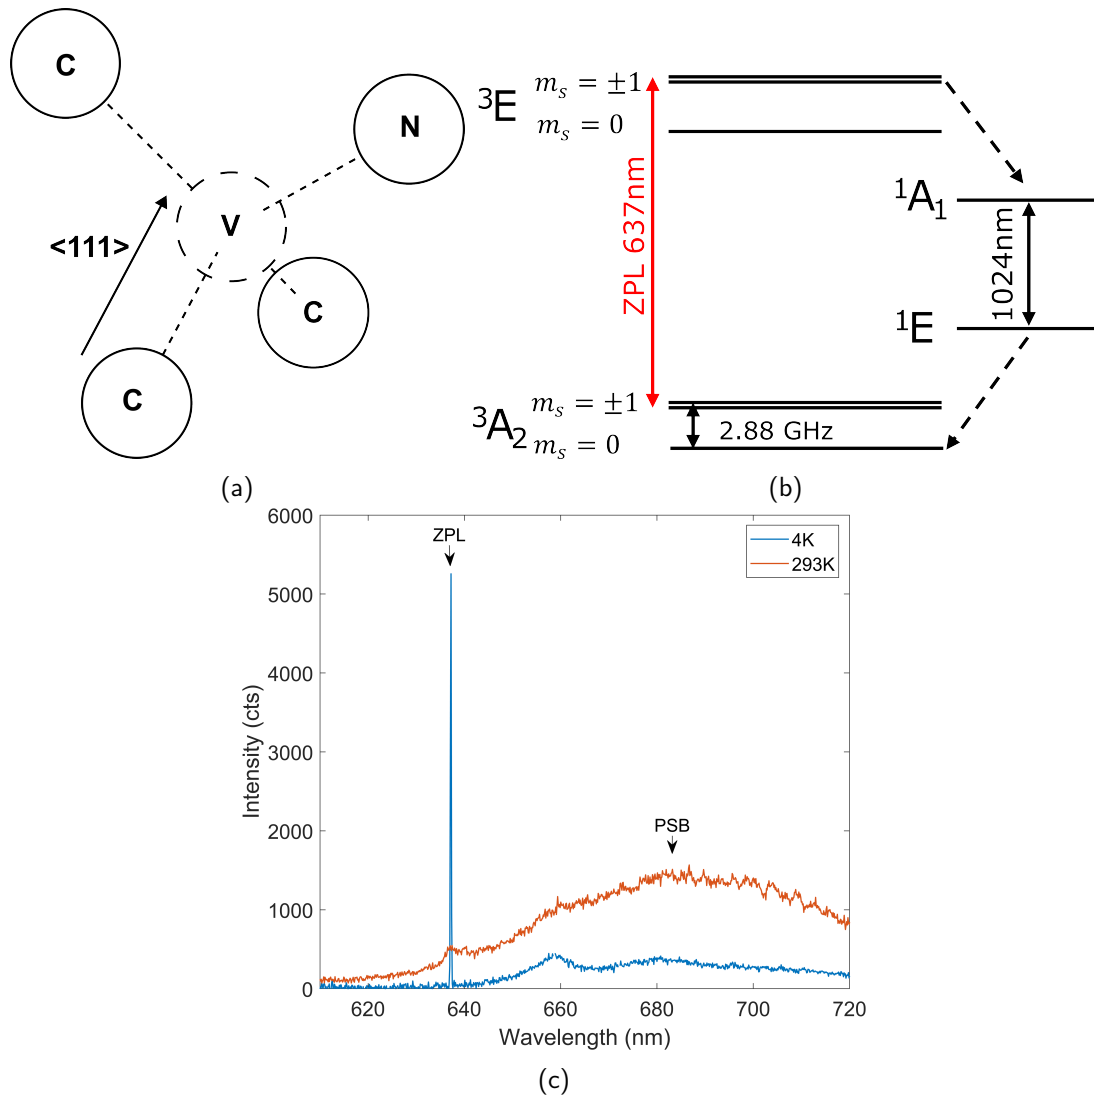 C
N
V
<111>
C
C
(a)
³E
mₛ = ±1
mₛ = 0
ZPL 637nm
¹A₁
1024nm
¹E
³A₂
mₛ = ±1
mₛ = 0
2.88 GHz
(b)
6000
5000
4000
3000
2000
1000
0
Intensity (cts)
ZPL
4K
293K
PSB
620 640 660 680 700 720
Wavelength (nm)
(c)